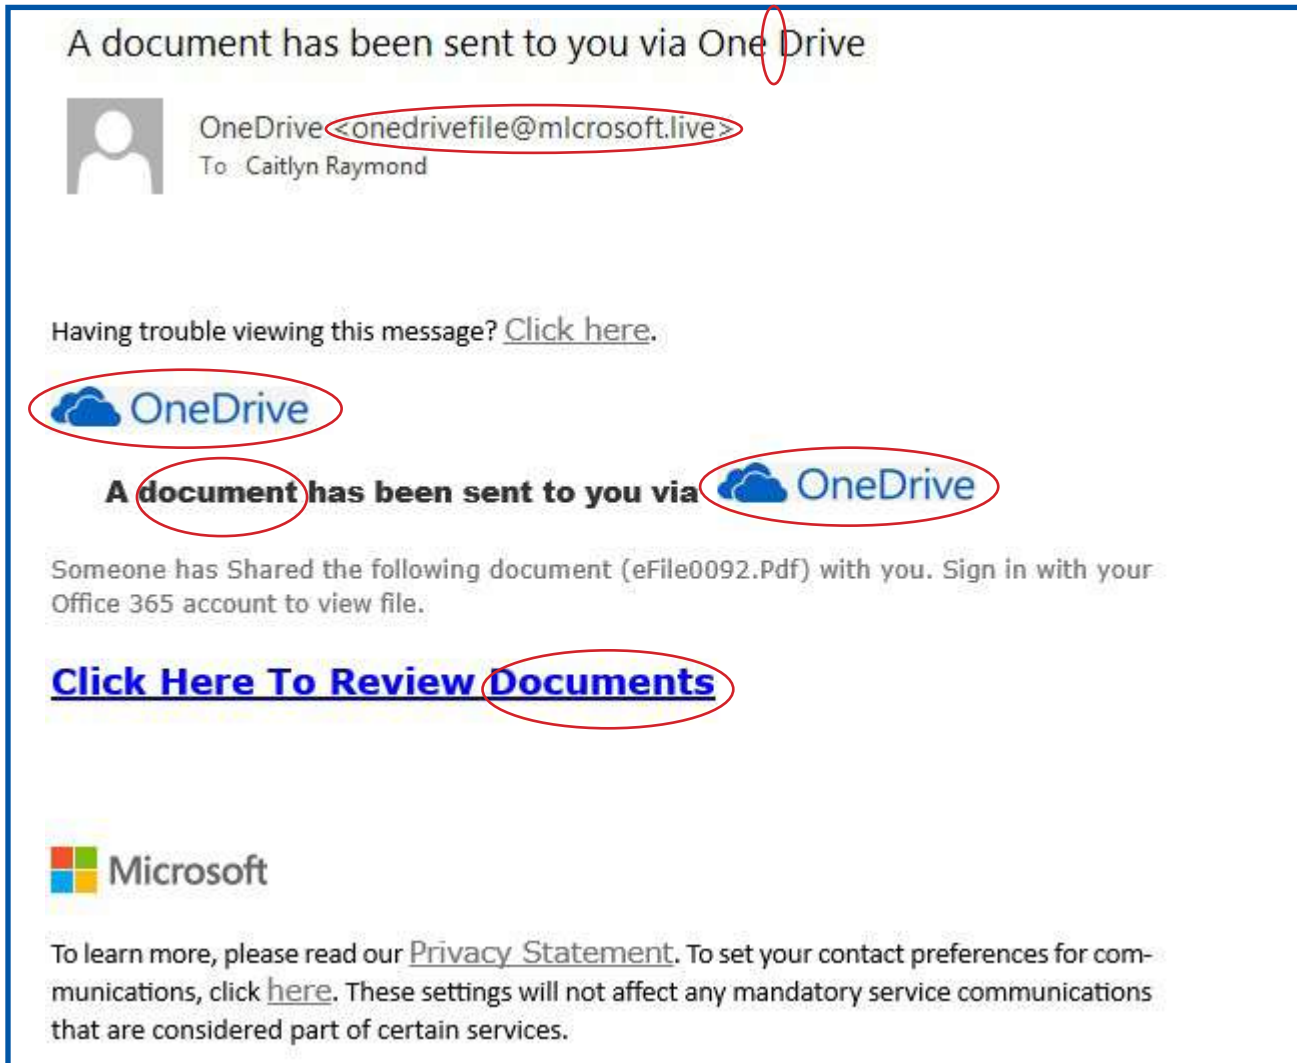 A document has been sent to you via One Drive
OneDrive <onedrivefile@mlcrosoft.live>
To Caitlyn Raymond
Having trouble viewing this message? Click here.
OneDrive
A document has been sent to you via OneDrive
Someone has Shared the following document (eFile0092.Pdf) with you. Sign in with your
Office 365 account to view file.
Click Here To Review Documents
Microsoft
To learn more, please read our Privacy Statement. To set your contact preferences for com-
munications, click here. These settings will not affect any mandatory service communications
that are considered part of certain services.